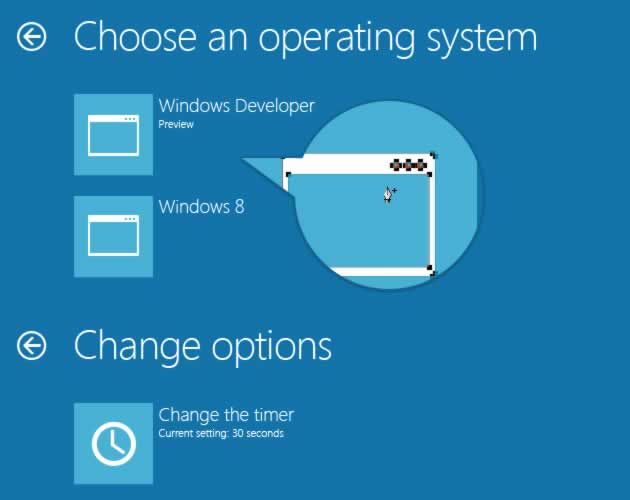 Choose an operating system
Windows Developer
Preview
Windows 8
Change options
Change the timer
Current setting: 30 seconds